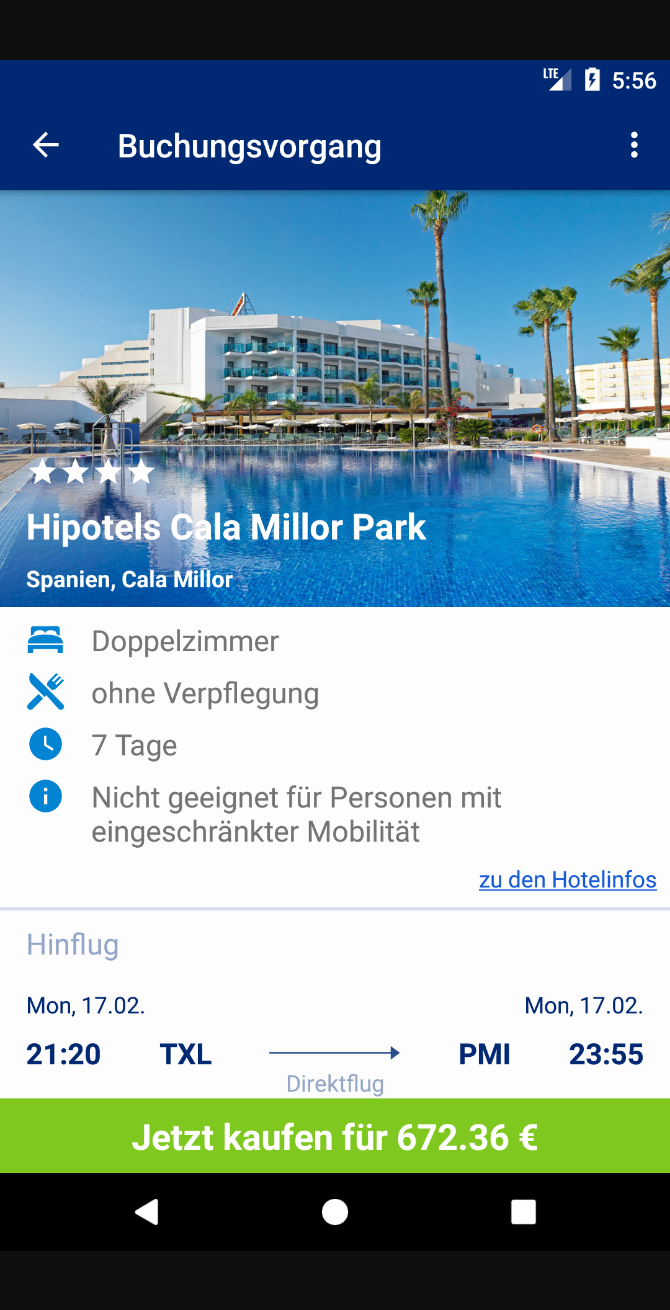 LTE 5:56
Buchungsvorgang
Hipotels Cala Millor Park
Spanien, Cala Millor
Doppelzimmer
ohne Verpflegung
7 Tage
Nicht geeignet für Personen mit
eingeschränkter Mobilität
zu den Hotelinfos
Hinflug
Mon, 17.02. Mon, 17.02.
21:20 TXL PMI 23:55
Direktflug
Jetzt kaufen für 672.36 €